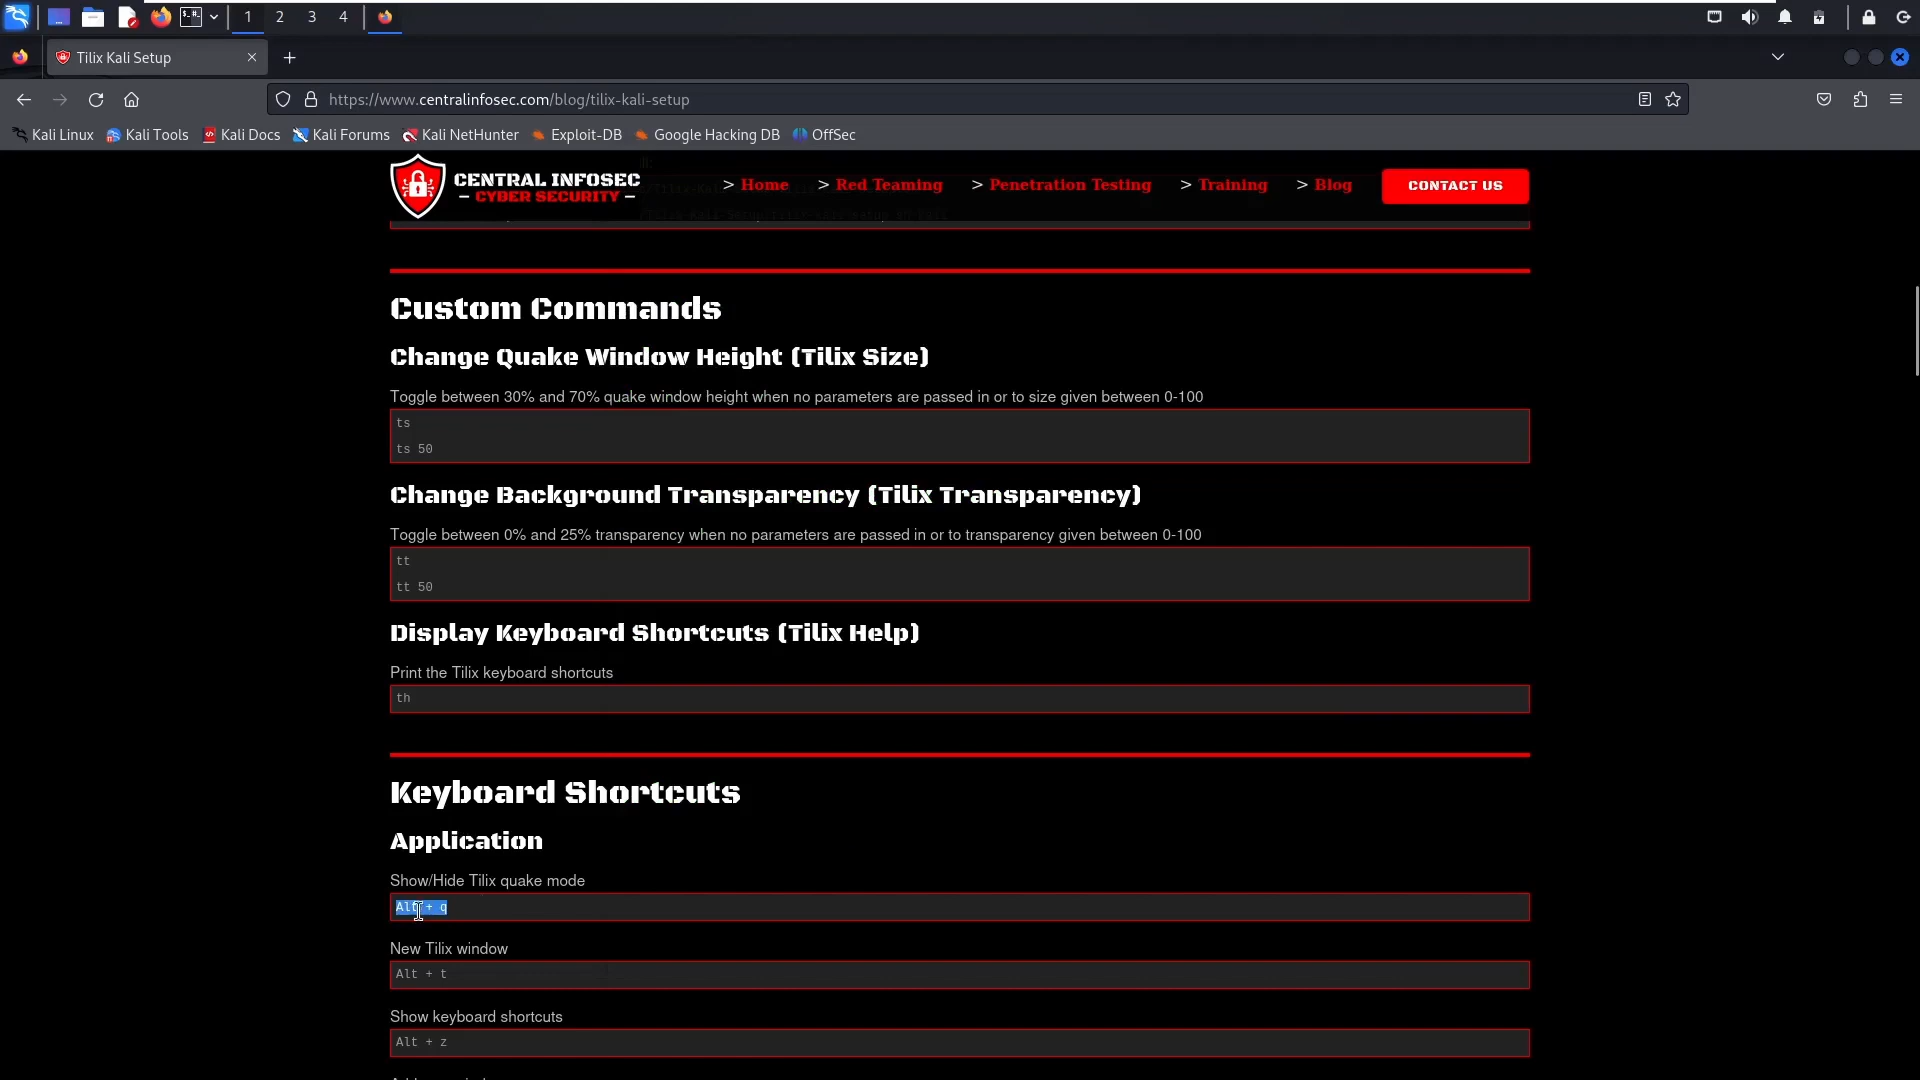 1 2 3 4
Tilix Kali Setup
https://www.centralinfosec.com/blog/tilix-kali-setup
Kali Linux Kali Tools Kali Docs Kali Forums Kali NetHunter Exploit-DB Google Hacking DB OffSec
CENTRAL INFOSEC
— CYBER SECURITY —
> Home > Red Teaming > Penetration Testing > Training > Blog CONTACT US
Custom Commands
Change Quake Window Height (Tilix Size)
Toggle between 30% and 70% quake window height when no parameters are passed in or to size given between 0-100
ts
ts 50
Change Background Transparency (Tilix Transparency)
Toggle between 0% and 25% transparency when no parameters are passed in or to transparency given between 0-100
tt
tt 50
Display Keyboard Shortcuts (Tilix Help)
Print the Tilix keyboard shortcuts
th
Keyboard Shortcuts
Application
Show/Hide Tilix quake mode
Alt + q
New Tilix window
Alt + t
Show keyboard shortcuts
Alt + z